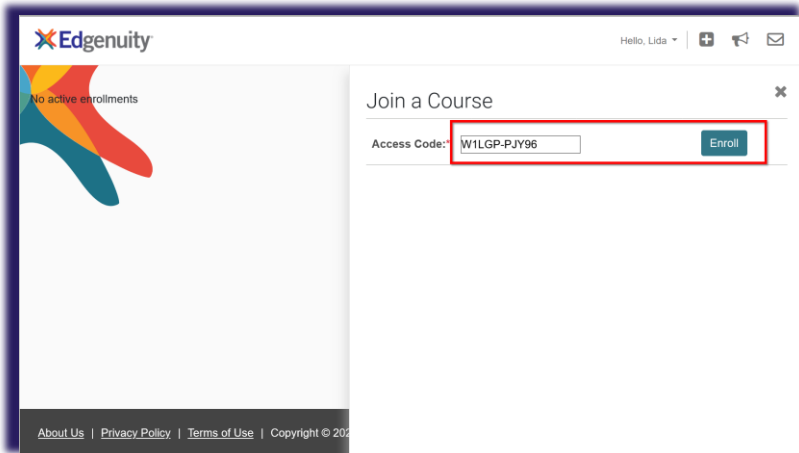 Edgenuity
Hello, Lida
No active enrollments
Join a Course
Access Code:* W1LGP-PJY96 Enroll
About Us | Privacy Policy | Terms of Use | Copyright © 202